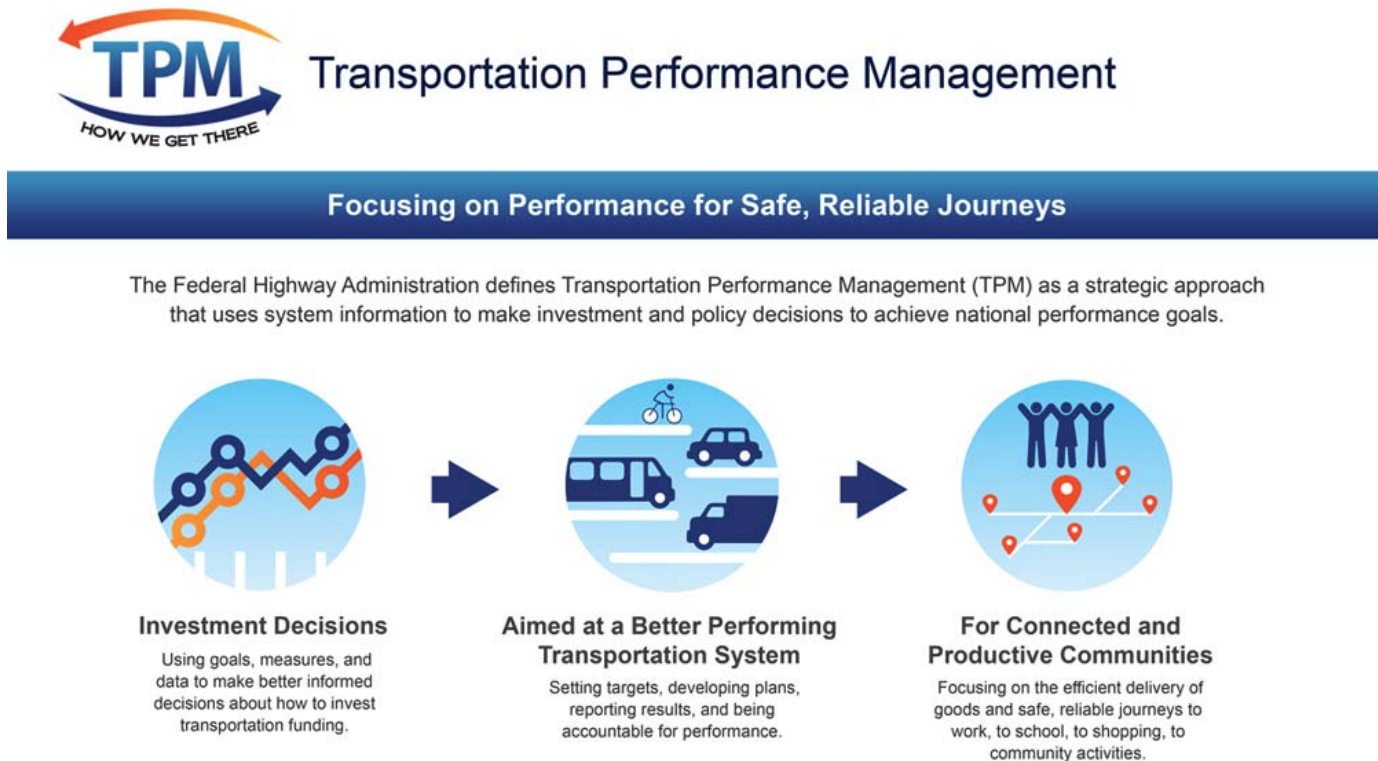 TPM
HOW WE GET THERE
Transportation Performance Management
Focusing on Performance for Safe, Reliable Journeys
The Federal Highway Administration defines Transportation Performance Management (TPM) as a strategic approach
that uses system information to make investment and policy decisions to achieve national performance goals.
Investment Decisions
Using goals, measures, and
data to make better informed
decisions about how to invest
transportation funding.
Aimed at a Better Performing
Transportation System
Setting targets, developing plans,
reporting results, and being
accountable for performance.
For Connected and
Productive Communities
Focusing on the efficient delivery of
goods and safe, reliable journeys to
work, to school, to shopping, to
community activities.